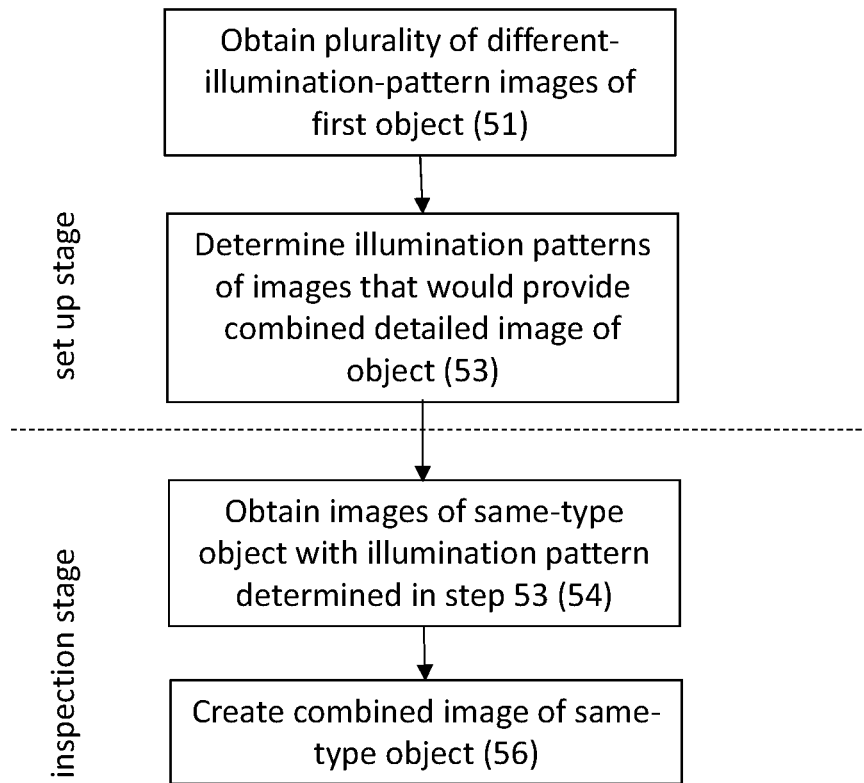 Obtain plurality of different-
illumination-pattern images of
first object (51)
set up stage
Determine illumination patterns
of images that would provide
combined detailed image of
object (53)
inspection stage
Obtain images of same-type
object with illumination pattern
determined in step 53 (54)
Create combined image of same-
type object (56)